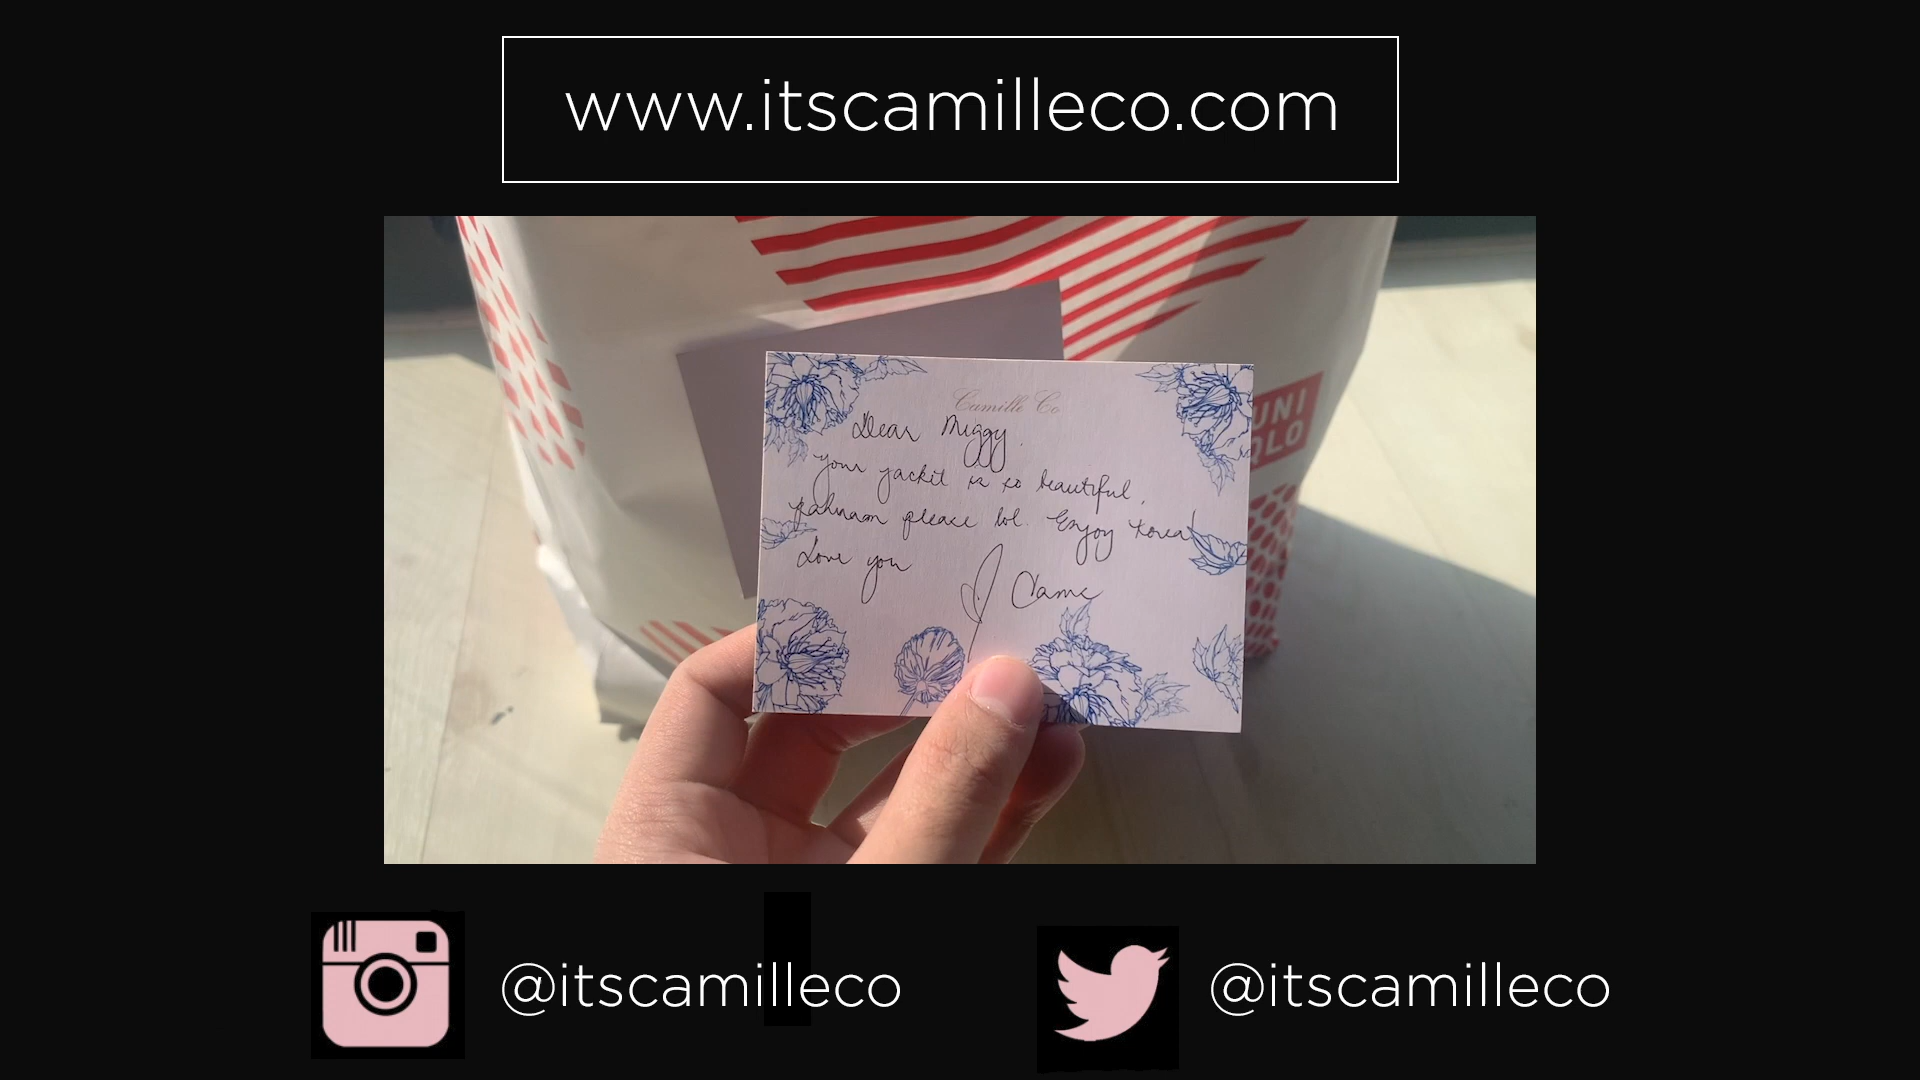 www.itscamilleco.com
Camille Co
Dear Miggy,
Your jacket is so beautiful,
pahiram please lol. Enjoy Korea!
Love you
Came
UNI
QLO
@itscamilleco
@itscamilleco